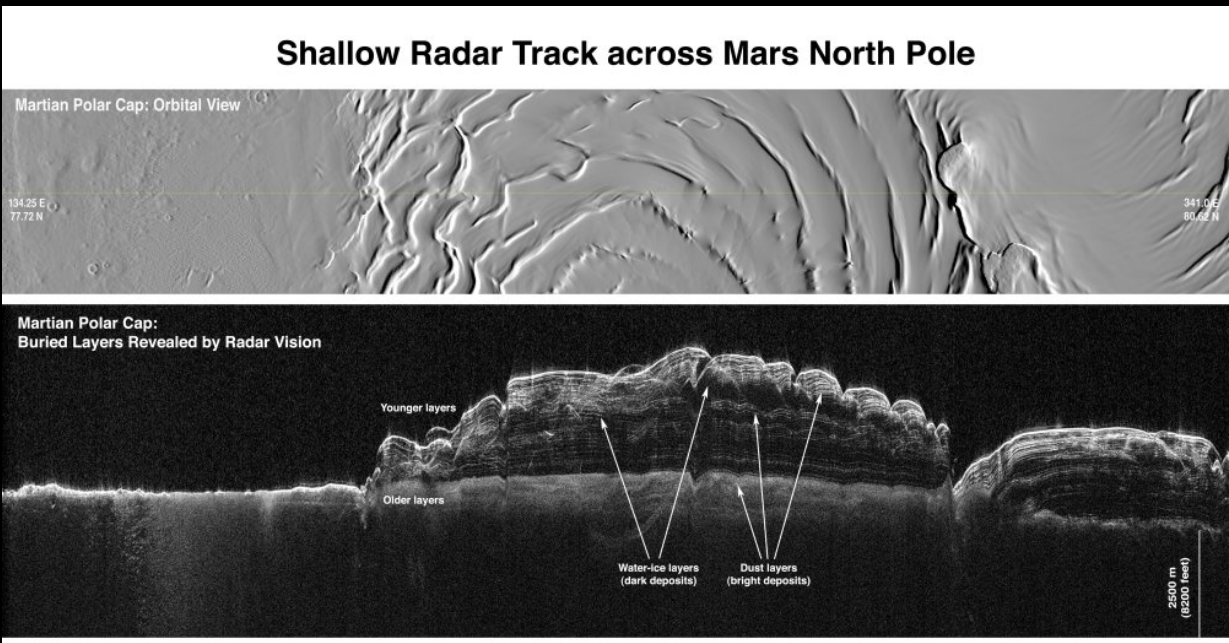 Shallow Radar Track across Mars North Pole
Martian Polar Cap: Orbital View
134.25 E
77.72 N
341.0 E
80.62 N
Martian Polar Cap:
Buried Layers Revealed by Radar Vision
Younger layers
Older layers
Water-ice layers
(dark deposits)
Dust layers
(bright deposits)
2500 m
(8200 feet)